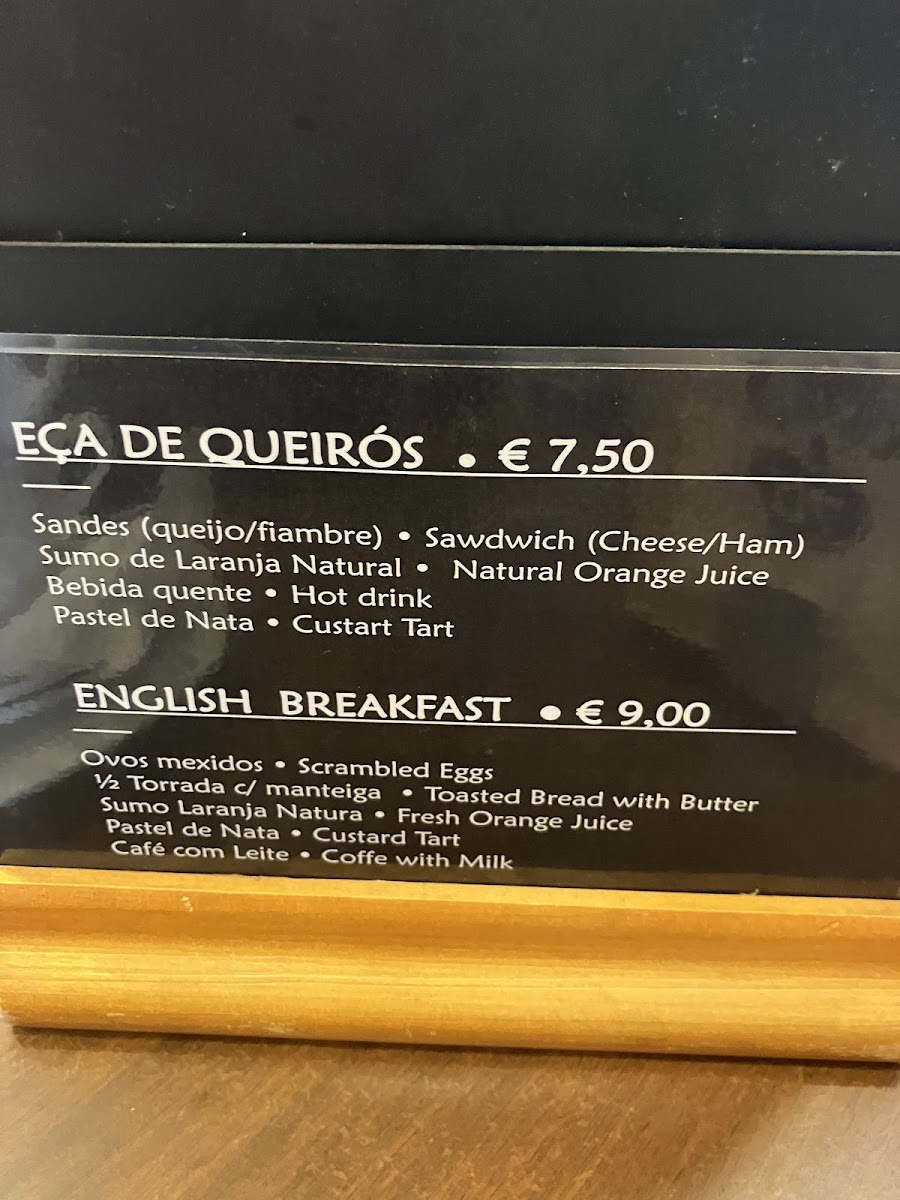 EÇA DE QUEIRÓS • € 7,50
Sandes (queijo/fiambre) • Sawdwich (Cheese/Ham)
Sumo de Laranja Natural • Natural Orange Juice
Bebida quente • Hot drink
Pastel de Nata • Custart Tart
ENGLISH BREAKFAST • € 9,00
Ovos mexidos • Scrambled Eggs
½ Torrada c/ manteiga • Toasted Bread with Butter
Sumo Laranja Natura • Fresh Orange Juice
Pastel de Nata • Custard Tart
Café com Leite • Coffe with Milk